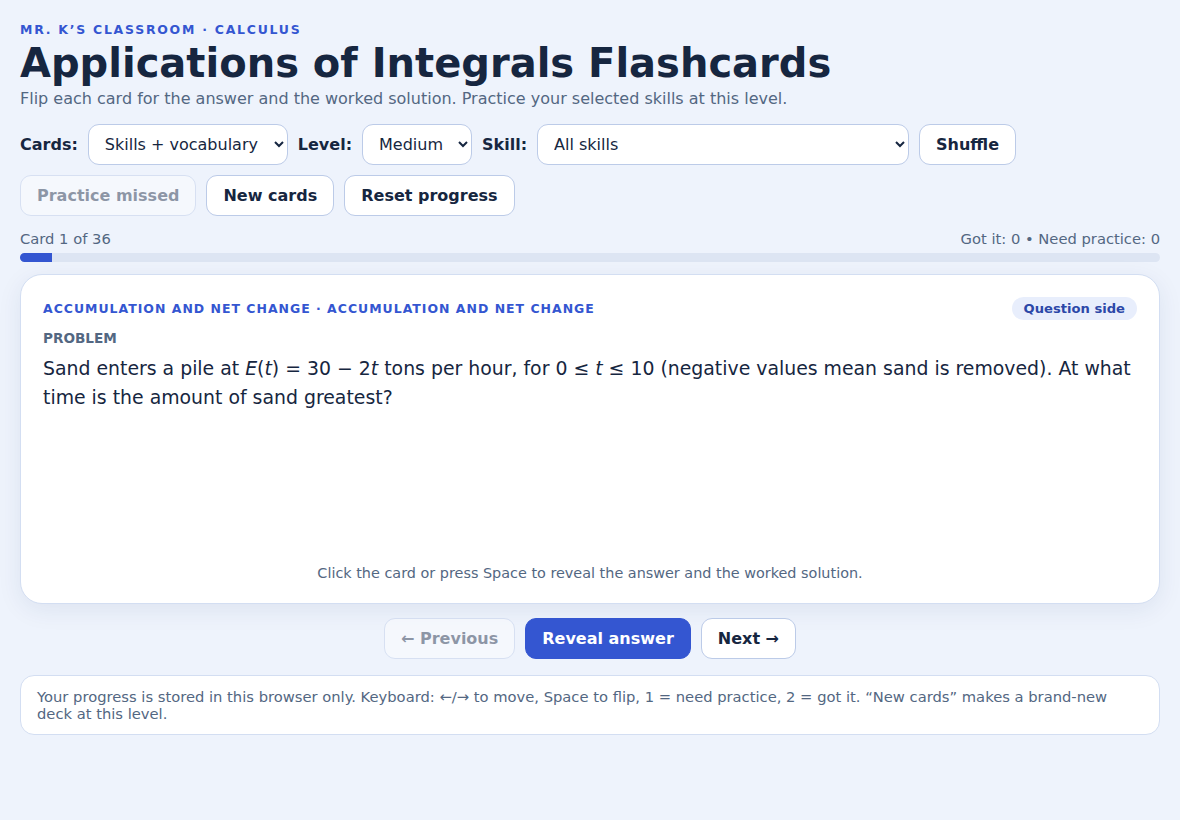 MR. K’S CLASSROOM · CALCULUS
Applications of Integrals Flashcards
Flip each card for the answer and the worked solution. Practice your selected skills at this level.
Cards: Skills + vocabulary Level: Medium Skill: All skills Shuffle
Practice missed New cards Reset progress
Card 1 of 36 Got it: 0 • Need practice: 0
ACCUMULATION AND NET CHANGE · ACCUMULATION AND NET CHANGE Question side
PROBLEM
Sand enters a pile at E(t) = 30 − 2t tons per hour, for 0 ≤ t ≤ 10 (negative values mean sand is removed). At what
time is the amount of sand greatest?
Click the card or press Space to reveal the answer and the worked solution.
← Previous Reveal answer Next →
Your progress is stored in this browser only. Keyboard: ←/→ to move, Space to flip, 1 = need practice, 2 = got it. “New cards” makes a brand-new
deck at this level.